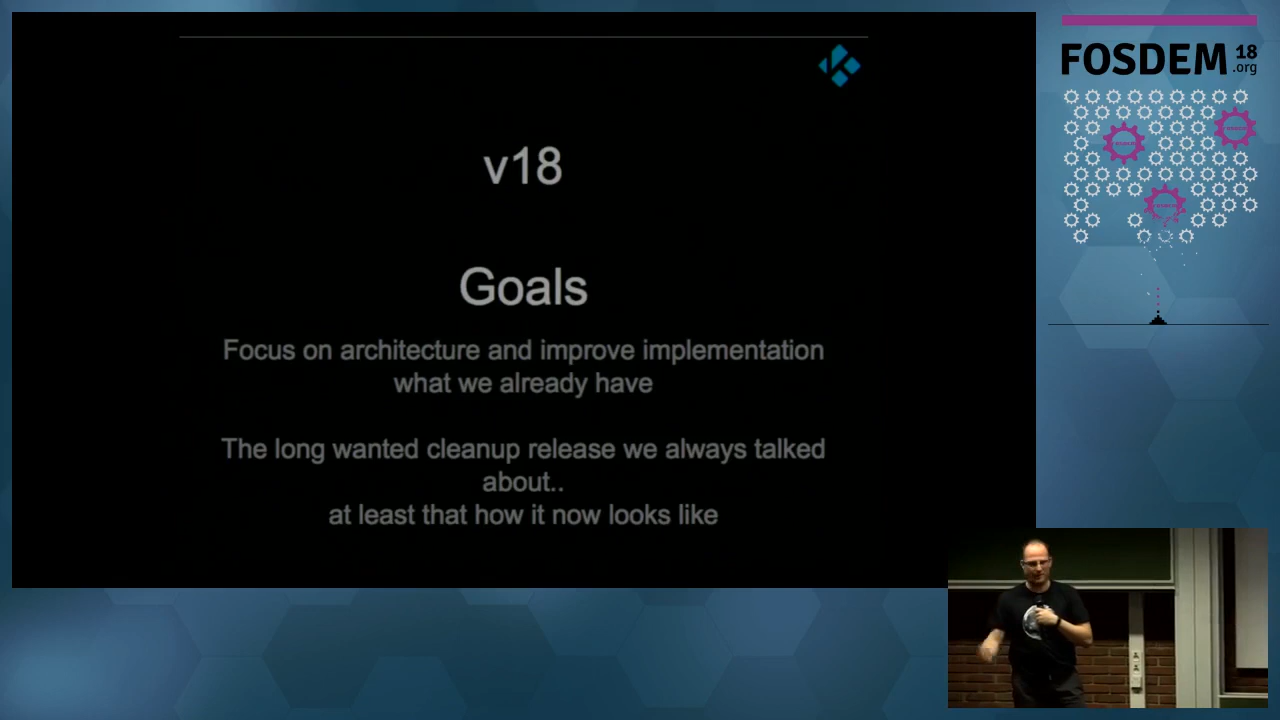 v18
Goals
Focus on architecture and improve implementation
what we already have
The long wanted cleanup release we always talked
about..
at least that how it now looks like
FOSDEM 18
.org